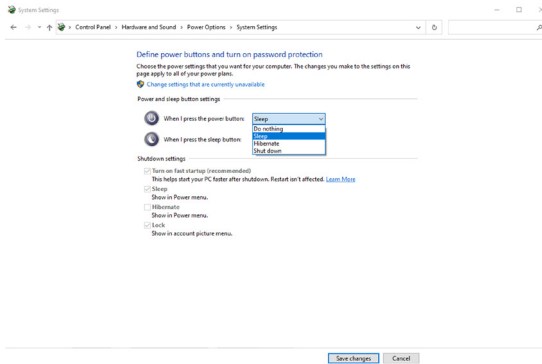 System Settings
Control Panel > Hardware and Sound > Power Options > System Settings
Define power buttons and turn on password protection
Choose the power settings that you want for your computer. The changes you make to the settings on this
page apply to all of your power plans.
Change settings that are currently unavailable
Power and sleep button settings
When I press the power button: Sleep
Do nothing
Sleep
When I press the sleep button: Hibernate
Shut down
Shutdown settings
Turn on fast startup (recommended)
This helps start your PC faster after shutdown. Restart isn't affected. Learn More
Sleep
Show in Power menu.
Hibernate
Show in Power menu.
Lock
Show in account picture menu.
Save changes Cancel